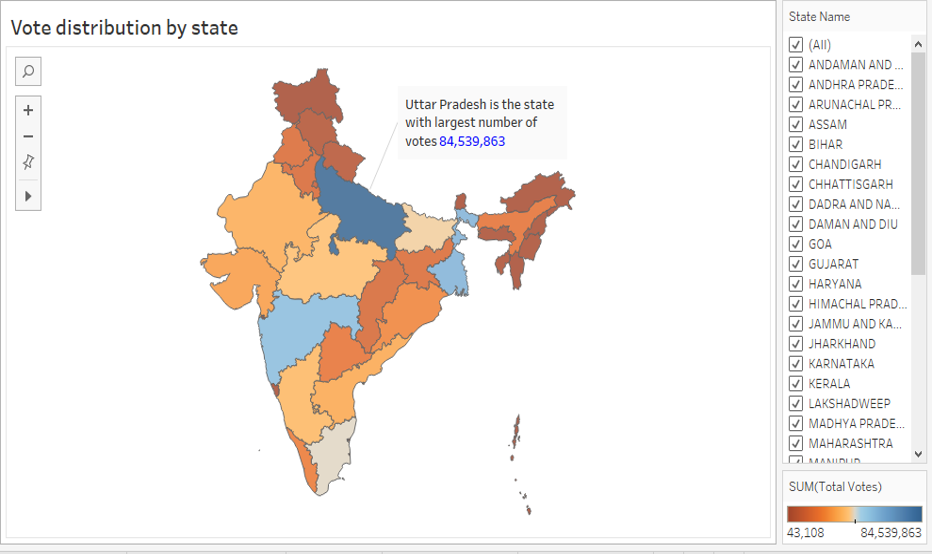 Vote distribution by state
Uttar Pradesh is the state
with largest number of
votes 84,539,863
State Name
(All)
ANDAMAN AND ...
ANDHRA PRADE...
ARUNACHAL PR...
ASSAM
BIHAR
CHANDIGARH
CHHATTISGARH
DADRA AND NA...
DAMAN AND DIU
GOA
GUJARAT
HARYANA
HIMACHAL PRAD...
JAMMU AND KA...
JHARKHAND
KARNATAKA
KERALA
LAKSHADWEEP
MADHYA PRADE...
MAHARASHTRA
MANIPUR
SUM(Total Votes)
43,108 84,539,863